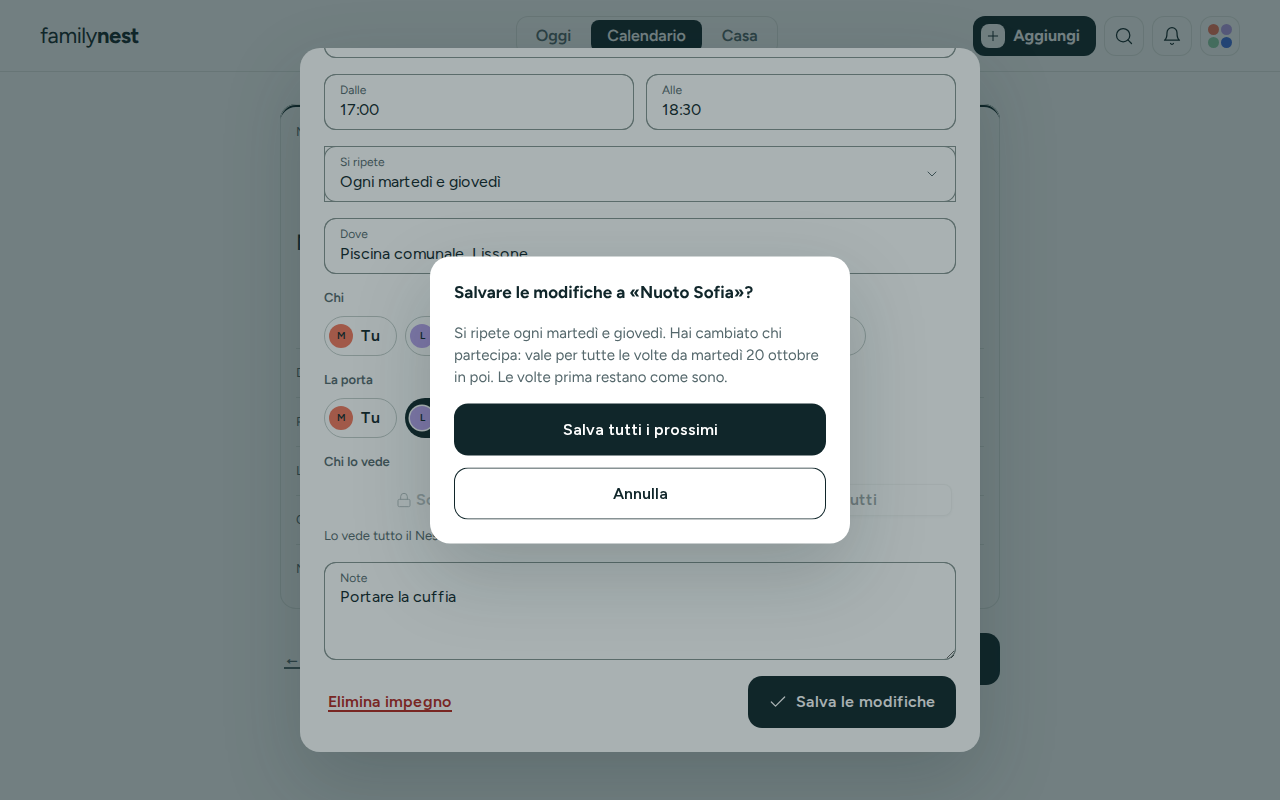 familynest
Oggi
Calendario
Casa
Aggiungi
Dalle
17:00
Alle
18:30
Si ripete
Ogni martedì e giovedì
Dove
Piscina comunale, Lissone
Chi
M Tu
L
Salvare le modifiche a «Nuoto Sofia»?
Si ripete ogni martedì e giovedì. Hai cambiato chi
partecipa: vale per tutte le volte da martedì 20 ottobre
in poi. Le volte prima restano come sono.
La porta
M Tu
L
Salva tutti i prossimi
Chi lo vede
Annulla
Lo vede tutto il
Note
Portare la cuffia
Elimina impegno
Salva le modifiche